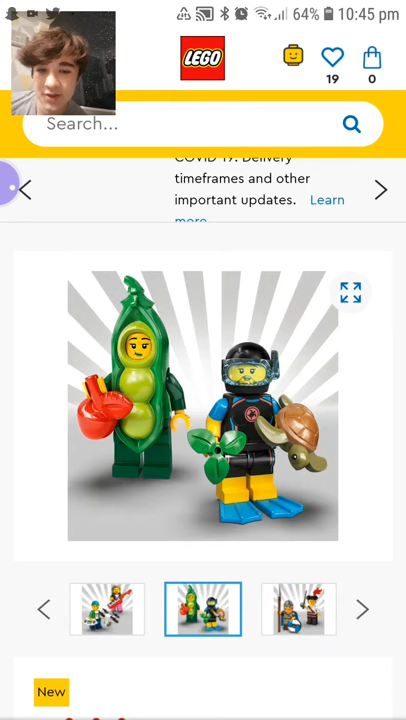 64% 10:45 pm
LEGO
19
0
Search...
COVID-19. Delivery
timeframes and other
important updates. Learn
more
New